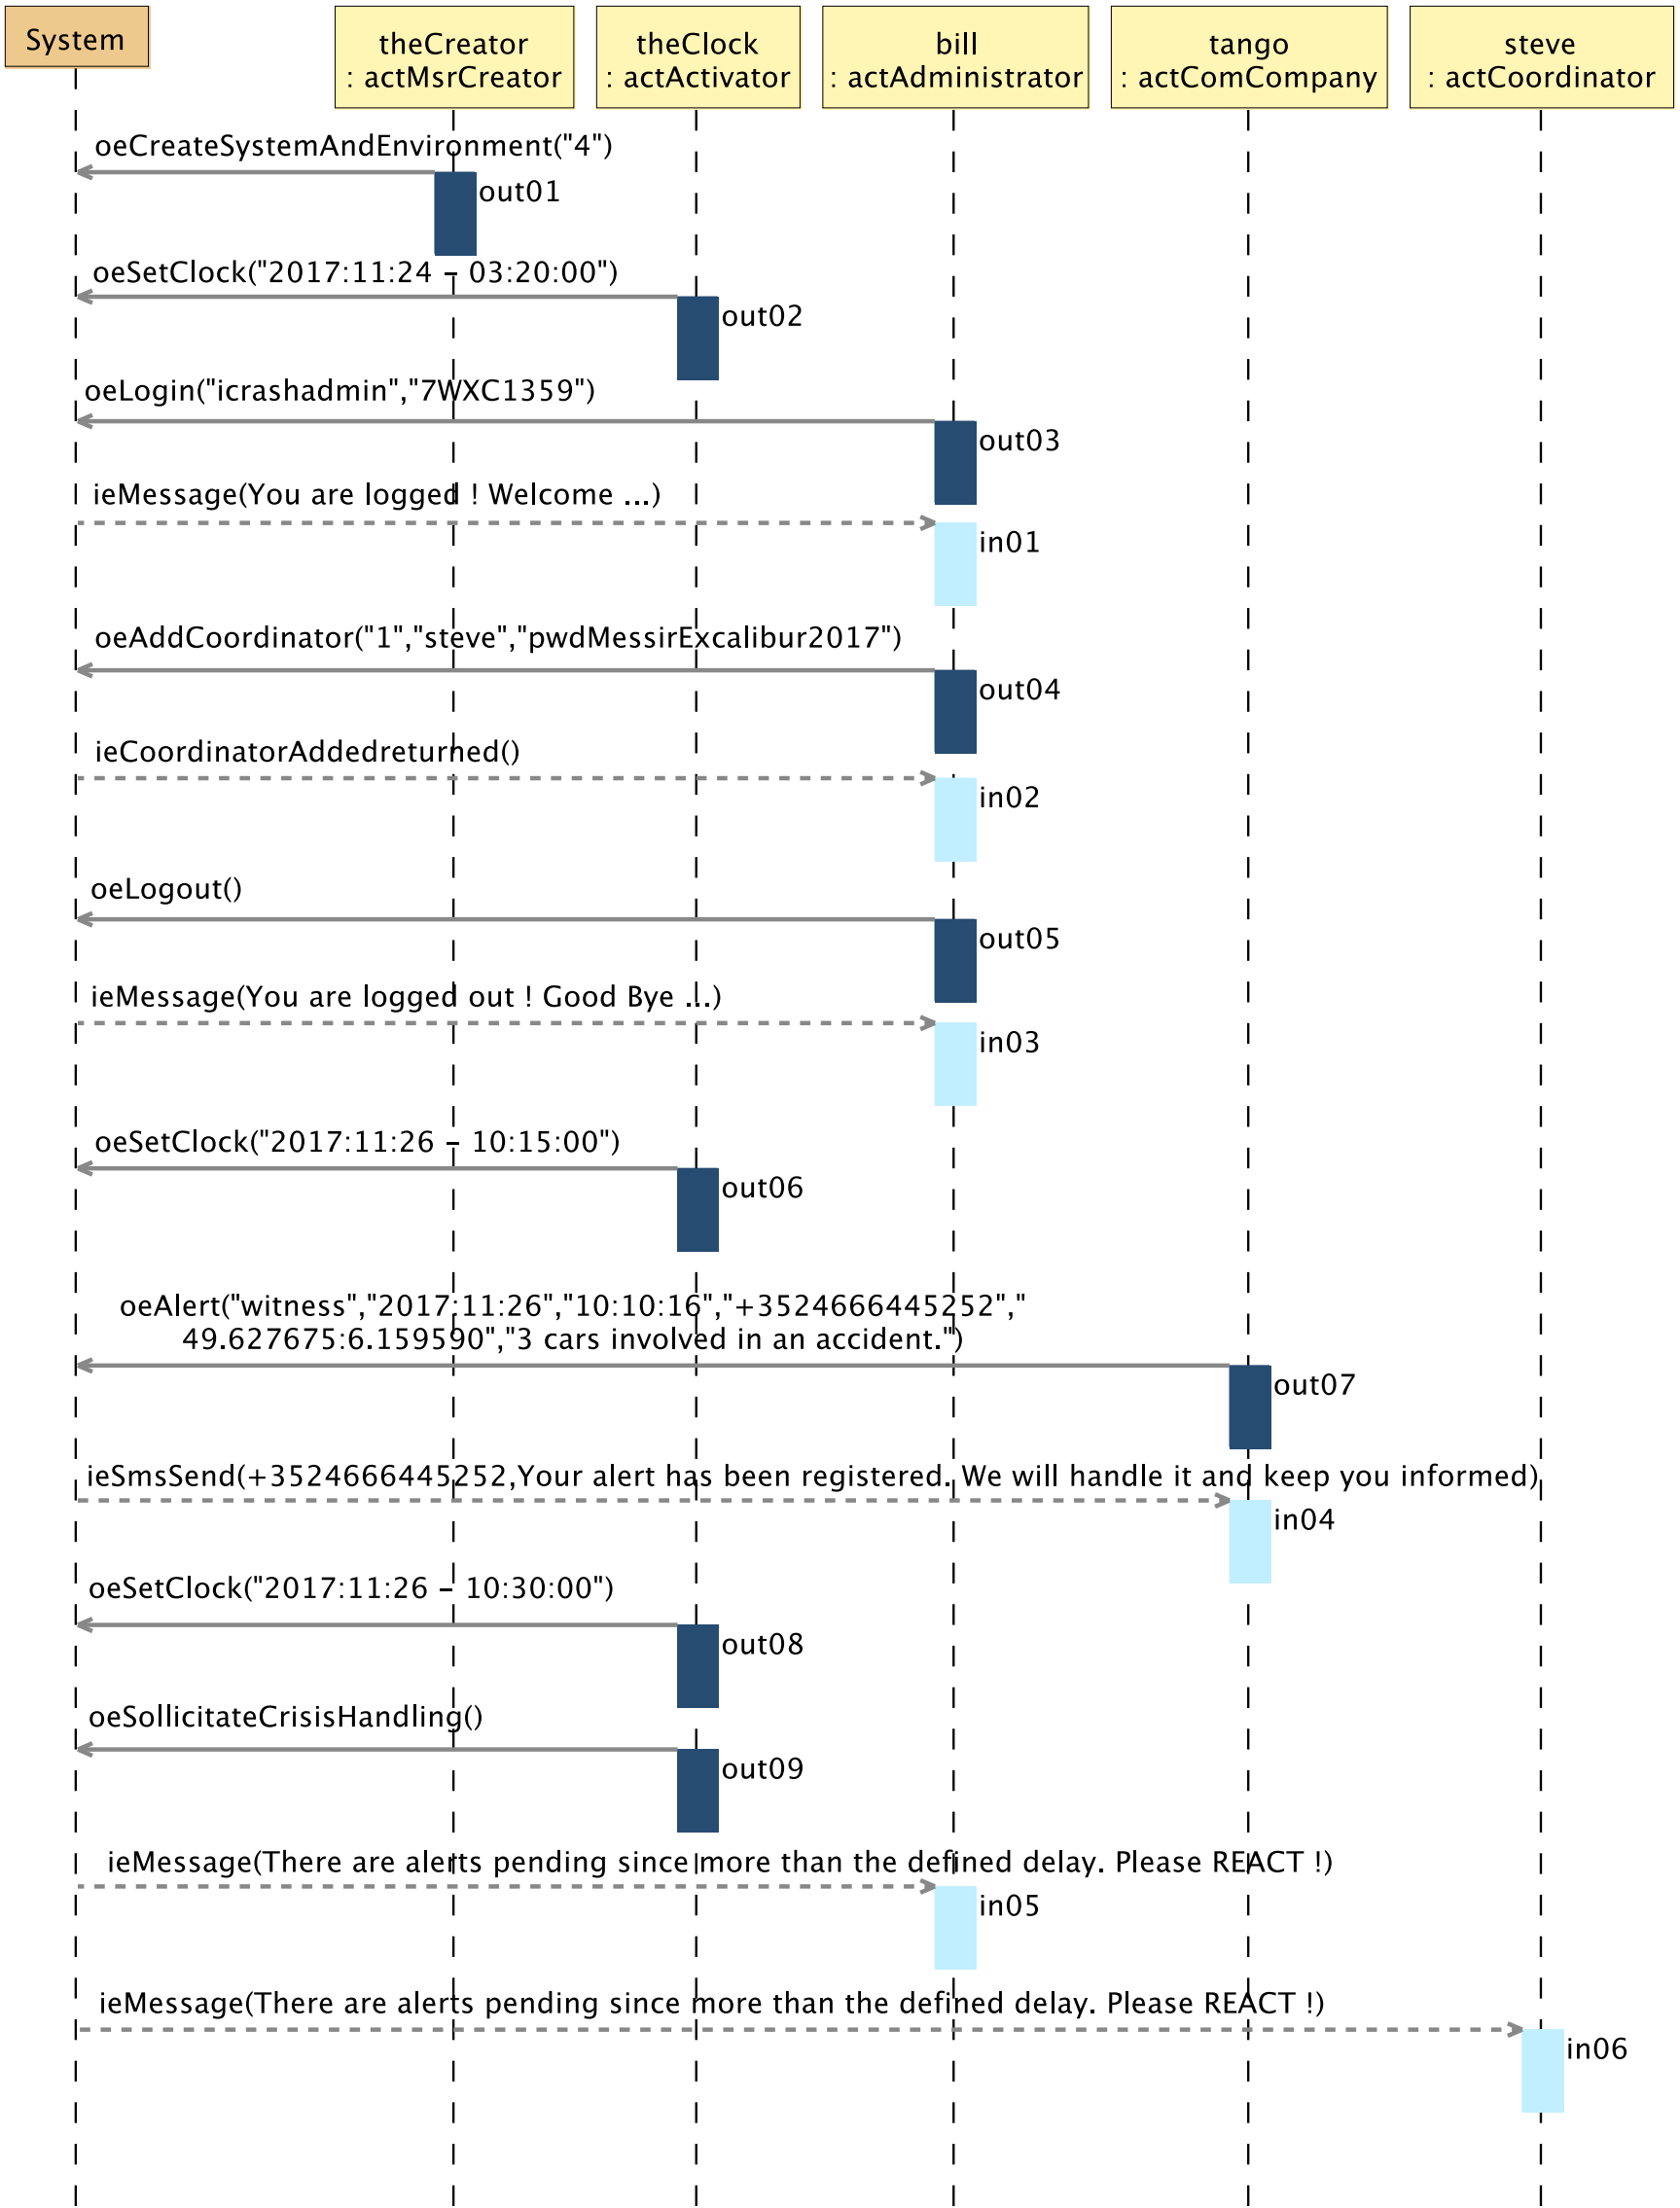 System
theCreator
: actMsrCreator
theClock
: actActivator
bill
: actAdministrator
tango
: actComCompany
steve
: actCoordinator
oeCreateSystemAndEnvironment("4")
out01
oeSetClock("2017:11:24 – 03:20:00")
out02
oeLogin("icrashadmin","7WXC1359")
out03
ieMessage(You are logged ! Welcome ...)
in01
oeAddCoordinator("1","steve","pwdMessirExcalibur2017")
out04
ieCoordinatorAddedreturned()
in02
oeLogout()
out05
ieMessage(You are logged out ! Good Bye ...)
in03
oeSetClock("2017:11:26 – 10:15:00")
out06
oeAlert("witness","2017:11:26","10:10:16","+3524666445252","
49.627675:6.159590","3 cars involved in an accident.")
out07
ieSmsSend(+3524666445252,Your alert has been registered. We will handle it and keep you informed)
in04
oeSetClock("2017:11:26 – 10:30:00")
out08
oeSollicitateCrisisHandling()
out09
ieMessage(There are alerts pending since more than the defined delay. Please REACT !)
in05
ieMessage(There are alerts pending since more than the defined delay. Please REACT !)
in06